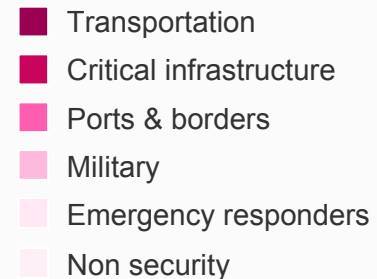 Transportation
Critical infrastructure
Ports & borders
Military
Emergency responders
Non security